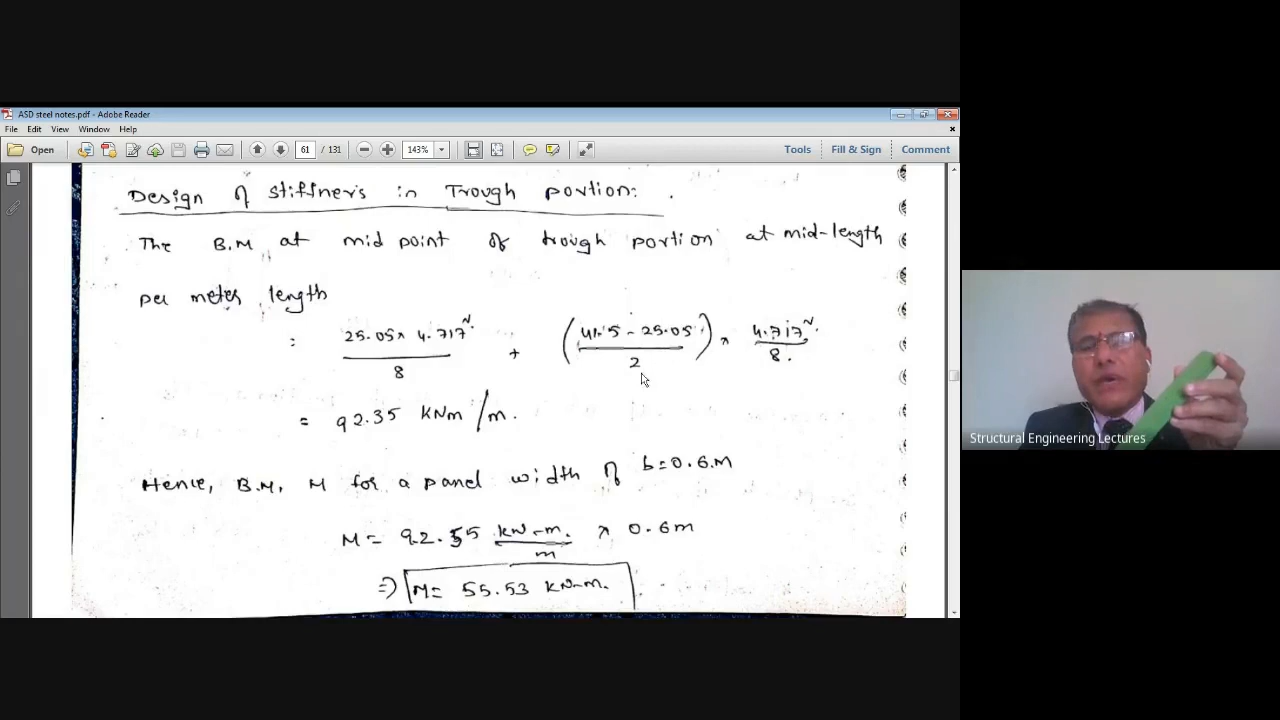 ASD steel notes.pdf - Adobe Reader
File Edit View Window Help
Open 61 / 131 143% Tools Fill & Sign Comment
Design of stiffners in Trough portion:
The B.M at mid point of trough portion at mid-length
per meter length
= 25.05 x 4.717² / 8 + (41.5 - 25.05 / 2) x 4.717² / 8.
= 92.35 KNm/m.
Hence, B.M, M for a panel width of b=0.6m
M= 92.55 kN-m. / m x 0.6m
=> M= 55.53 kN-m.
Structural Engineering Lectures